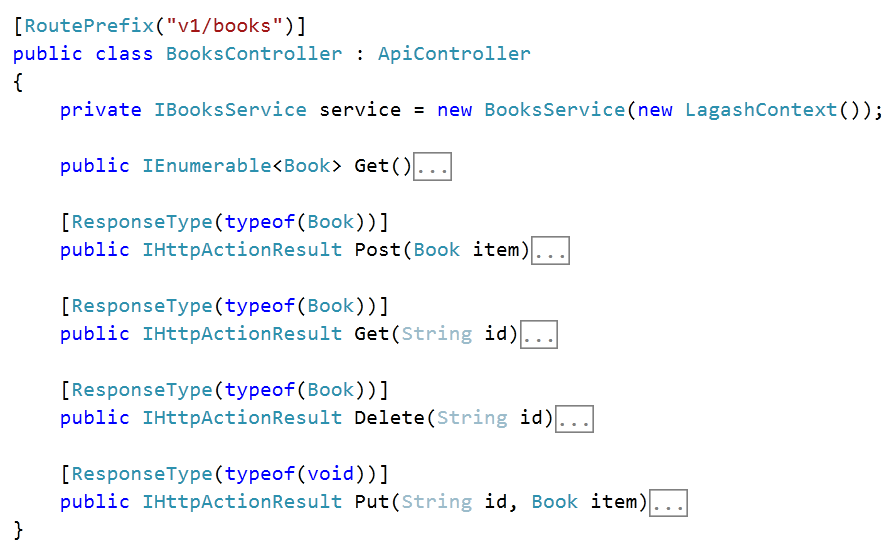 [RoutePrefix("v1/books")]
public class BooksController : ApiController
{
    private IBooksService service = new BooksService(new LagashContext());
    public IEnumerable<Book> Get()...
    [ResponseType(typeof(Book))]
    public IHttpActionResult Post(Book item)...
    [ResponseType(typeof(Book))]
    public IHttpActionResult Get(String id)...
    [ResponseType(typeof(Book))]
    public IHttpActionResult Delete(String id)...
    [ResponseType(typeof(void))]
    public IHttpActionResult Put(String id, Book item)...
}